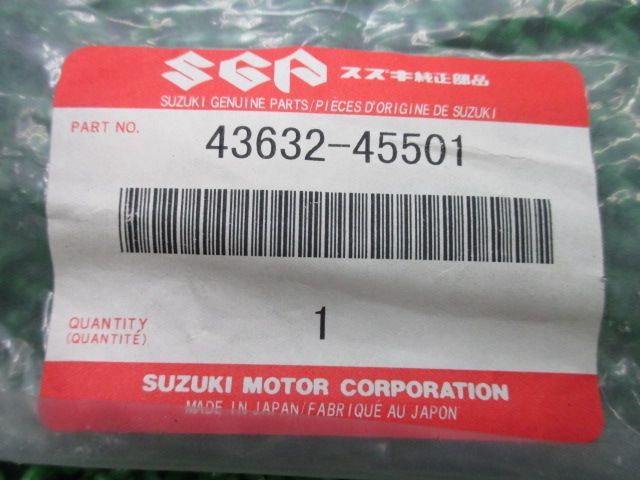 SGP スズキ純正部品
SUZUKI GENUINE PARTS/PIÈCES D'ORIGINE DE SUZUKI
PART NO. 43632-45501
QUANTITY 1
(QUANTITÉ)
SUZUKI MOTOR CORPORATION
MADE IN JAPAN/FABRIQUÉ AU JAPON